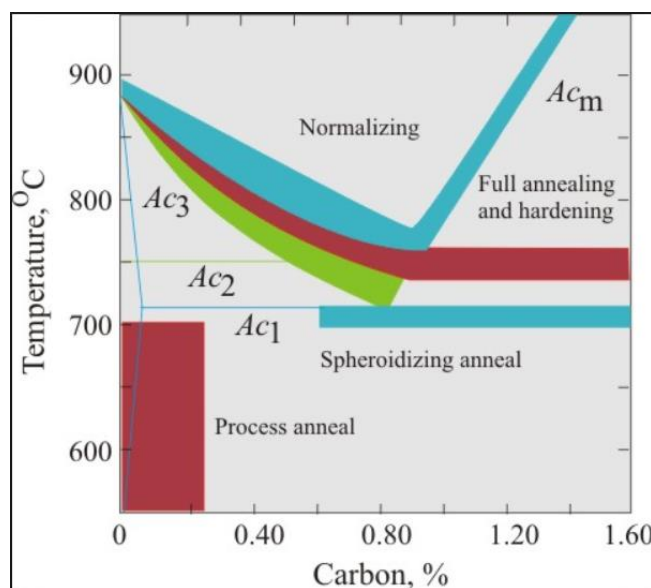 900
800
700
600
Temperature, ºC
Ac3
Ac2
Ac1
Acm
Normalizing
Full annealing
and hardening
Spheroidizing anneal
Process anneal
0
0.40
0.80
1.20
1.60
Carbon, %